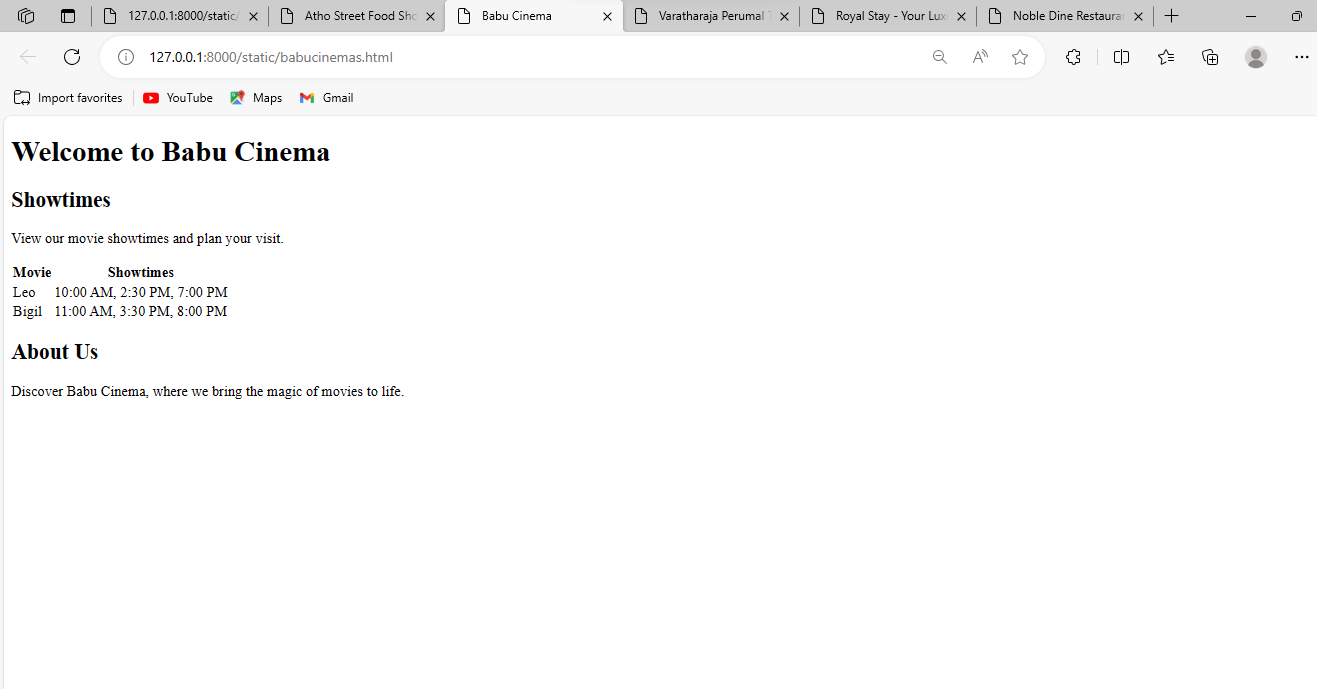 127.0.0.1:8000/static/ Atho Street Food Sho Babu Cinema Varatharaja Perumal T Royal Stay - Your Lux Noble Dine Restaurar
127.0.0.1:8000/static/babucinemas.html
Import favorites YouTube Maps Gmail
Welcome to Babu Cinema
Showtimes
View our movie showtimes and plan your visit.
Movie Showtimes
Leo 10:00 AM, 2:30 PM, 7:00 PM
Bigil 11:00 AM, 3:30 PM, 8:00 PM
About Us
Discover Babu Cinema, where we bring the magic of movies to life.